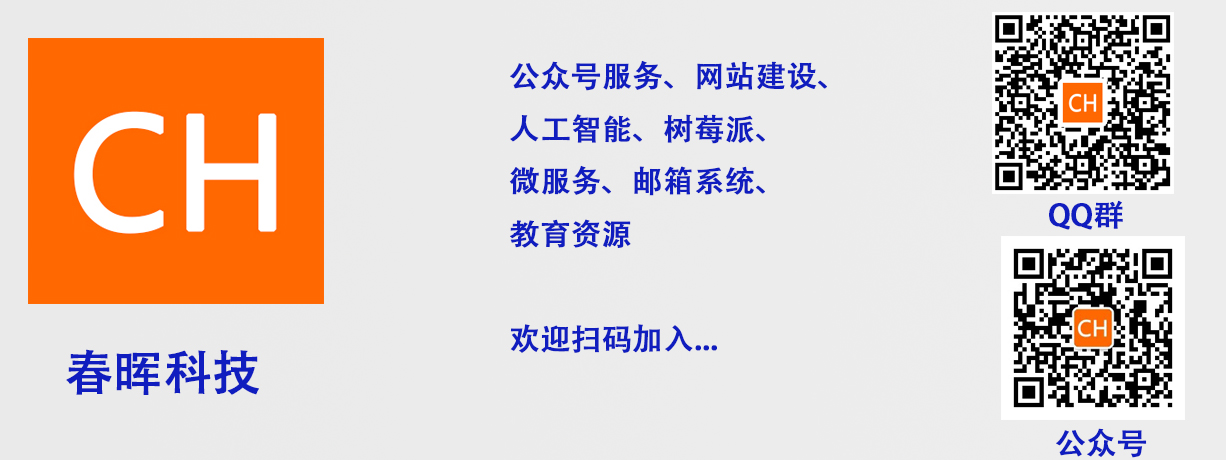 CH
春晖科技
公众号服务、网站建设、
人工智能、树莓派、
微服务、邮箱系统、
教育资源
欢迎扫码加入...
CH
QQ群
CH
公众号